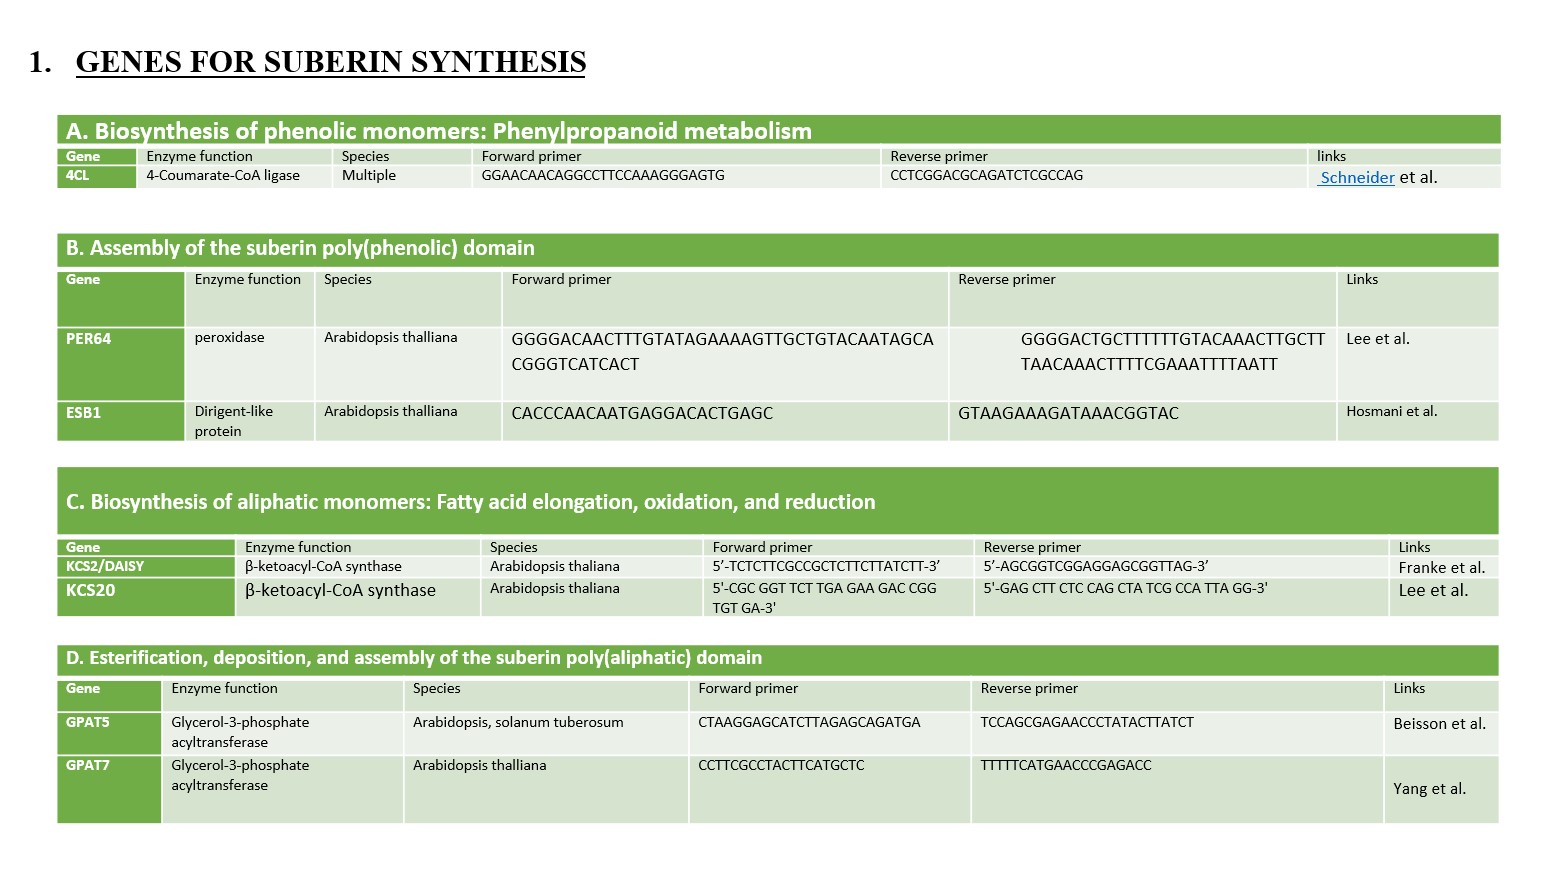 1. GENES FOR SUBERIN SYNTHESIS
A. Biosynthesis of phenolic monomers: Phenylpropanoid metabolism
Gene Enzyme function Species Forward primer Reverse primer links
4CL 4-Coumarate-CoA ligase Multiple GGAACAACAGGCCTTCCAAAGGGAGTG CCTCGGACGCAGATCTCGCCAG Schneider et al.
B. Assembly of the suberin poly(phenolic) domain
Gene Enzyme function Species Forward primer Reverse primer Links
PER64 peroxidase Arabidopsis thalliana GGGGACAACTTTGTATAGAAAAGTTGCTGTACAATAGCA GGGGACTGCTTTTTTGTACAAACTTGCTT Lee et al.
CGGGTCATCACT TAACAAACTTTTCGAAATTTTAATT
ESB1 Dirigent-like Arabidopsis thalliana CACCCAACAATGAGGACACTGAGC GTAAGAAAGATAAACGGTAC Hosmani et al.
protein
C. Biosynthesis of aliphatic monomers: Fatty acid elongation, oxidation, and reduction
Gene Enzyme function Species Forward primer Reverse primer Links
KCS2/DAISY β-ketoacyl-CoA synthase Arabidopsis thaliana 5’-TCTCTTCGCCGCTCTTCTTATCTT-3’ 5’-AGCGGTCGGAGGAGCGGTTAG-3’ Franke et al.
KCS20 β-ketoacyl-CoA synthase Arabidopsis thaliana 5'-CGC GGT TCT TGA GAA GAC CGG 5'-GAG CTT CTC CAG CTA TCG CCA TTA GG-3' Lee et al.
TGT GA-3'
D. Esterification, deposition, and assembly of the suberin poly(aliphatic) domain
Gene Enzyme function Species Forward primer Reverse primer Links
GPAT5 Glycerol-3-phosphate Arabidopsis, solanum tuberosum CTAAGGAGCATCTTAGAGCAGATGA TCCAGCGAGAACCCTATACTTATCT Beisson et al.
acyltransferase
GPAT7 Glycerol-3-phosphate Arabidopsis thalliana CCTTCGCCTACTTCATGCTC TTTTTCATGAACCCGAGACC
acyltransferase Yang et al.